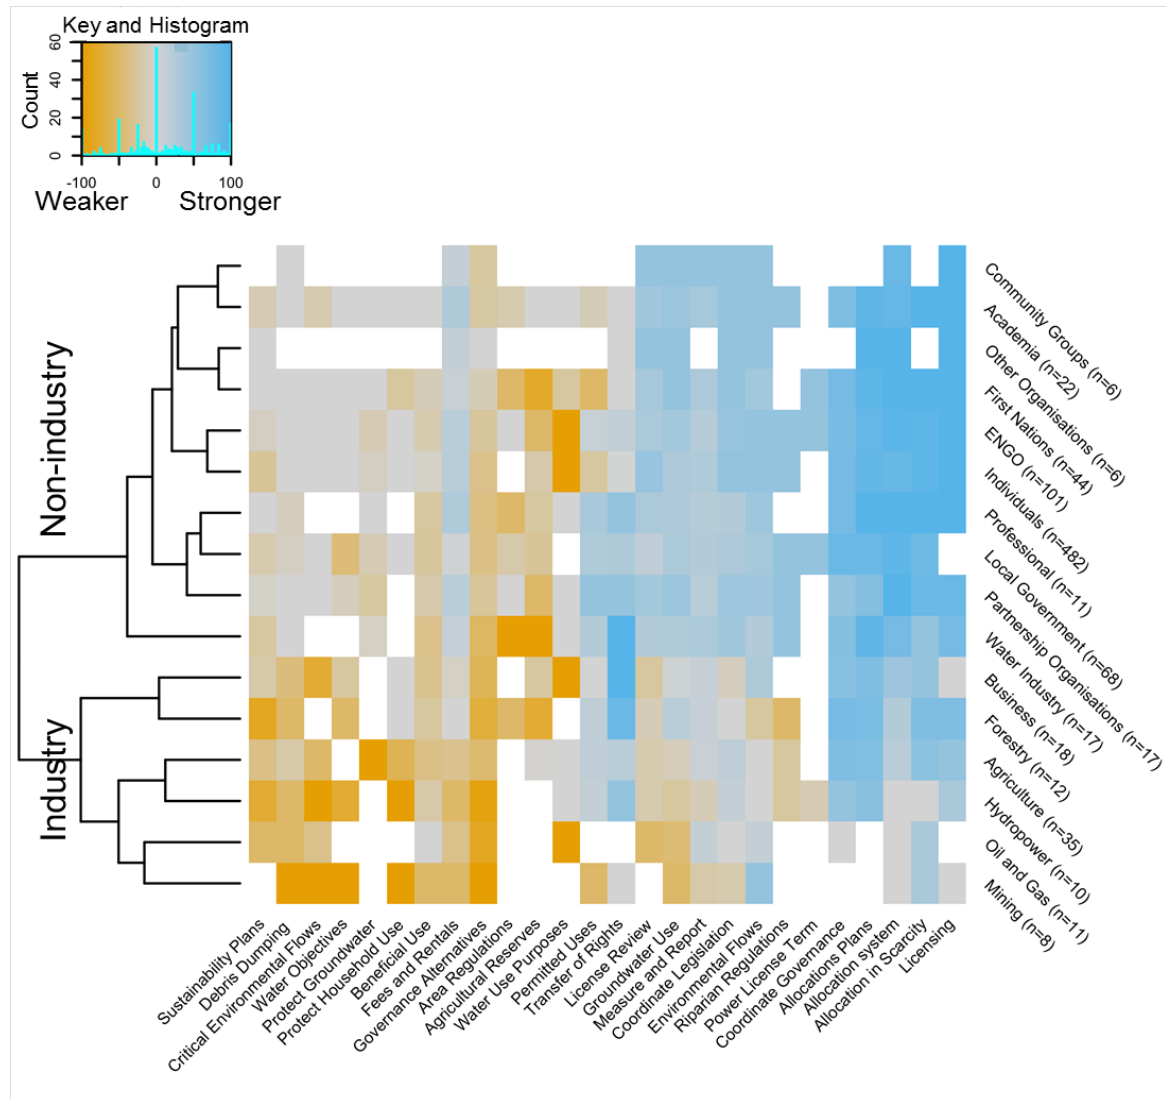 Key and Histogram
Count
0
20
40
60
-100
0
100
Weaker
Stronger
Non-industry
Industry
Community Groups (n=6)
Academia (n=22)
Other Organisations (n=6)
First Nations (n=44)
ENGO (n=101)
Individuals (n=482)
Professional (n=11)
Local Government (n=68)
Partnership Organisations (n=17)
Water Industry (n=17)
Business (n=18)
Forestry (n=12)
Agriculture (n=35)
Hydropower (n=10)
Oil and Gas (n=11)
Mining (n=8)
Sustainability Plans
Debris Dumping
Critical Environmental Flows
Water Objectives
Protect Groundwater
Protect Household Use
Beneficial Use
Fees and Rentals
Governance Alternatives
Area Regulations
Agricultural Reserves
Water Use Purposes
Permitted Uses
Transfer of Rights
License Review
Groundwater Use
Measure and Report
Coordinate Legislation
Environmental Flows
Riparian Regulations
Power License Term
Coordinate Governance
Allocations Plans
Allocation system
Allocation in Scarcity
Licensing